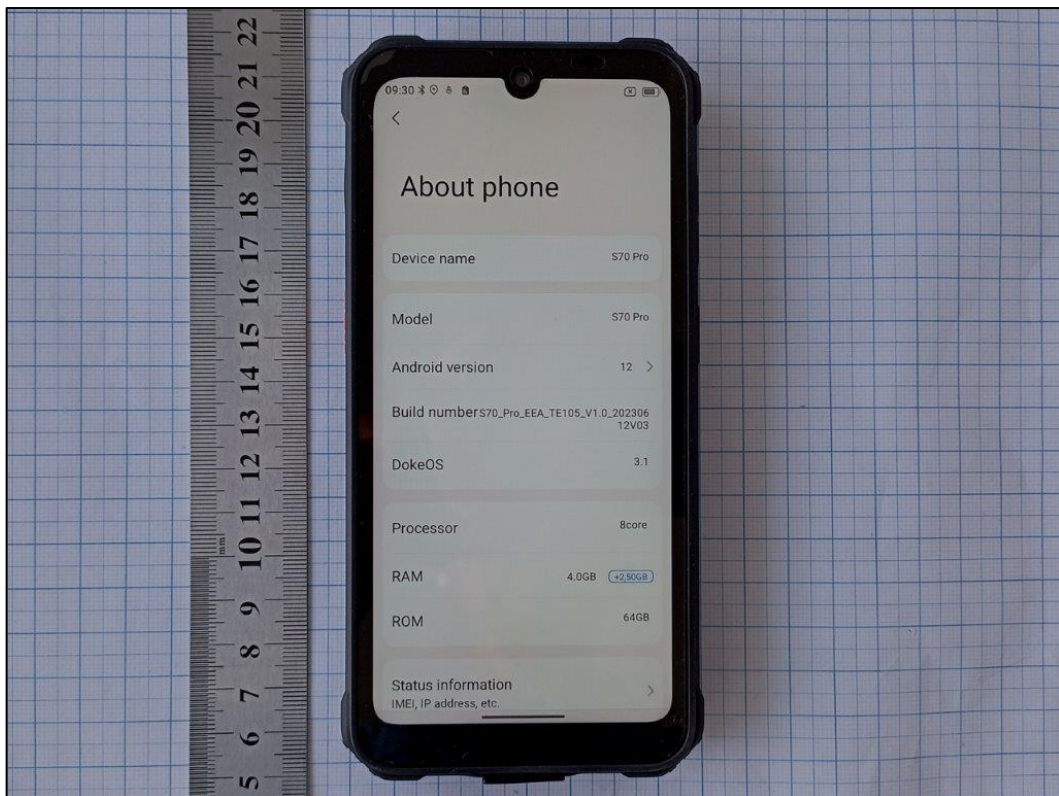 22
21
20
19
18
17
16
15
14
13
12
11
10
mm
9
8
7
6
5
09:30
About phone
Device name S70 Pro
Model S70 Pro
Android version 12
Build number S70_Pro_EEA_TE105_V1.0_202306
12V03
DokeOS 3.1
Processor 8core
RAM 4.0GB +2.50GB
ROM 64GB
Status information
IMEI, IP address, etc.